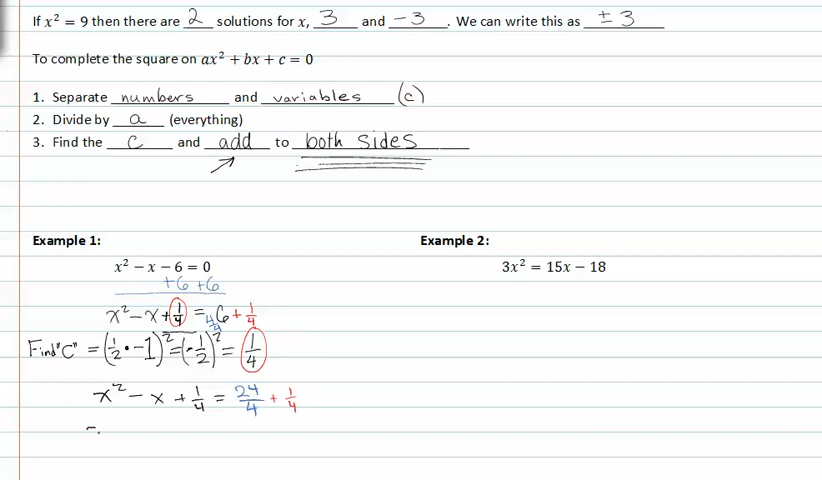 If x² = 9 then there are 2 solutions for x, 3 and −3. We can write this as ±3
To complete the square on ax² + bx + c = 0
1. Separate numbers and variables (c)
2. Divide by a (everything)
3. Find the c and add to both sides
Example 1:
x² − x − 6 = 0
+6 +6
x² − x + 1/4 = 6 + 1/4
4/4
Find "C" = (1/2 • −1)² = (−1/2)² = 1/4
x² − x + 1/4 = 24/4 + 1/4
Example 2:
3x² = 15x − 18